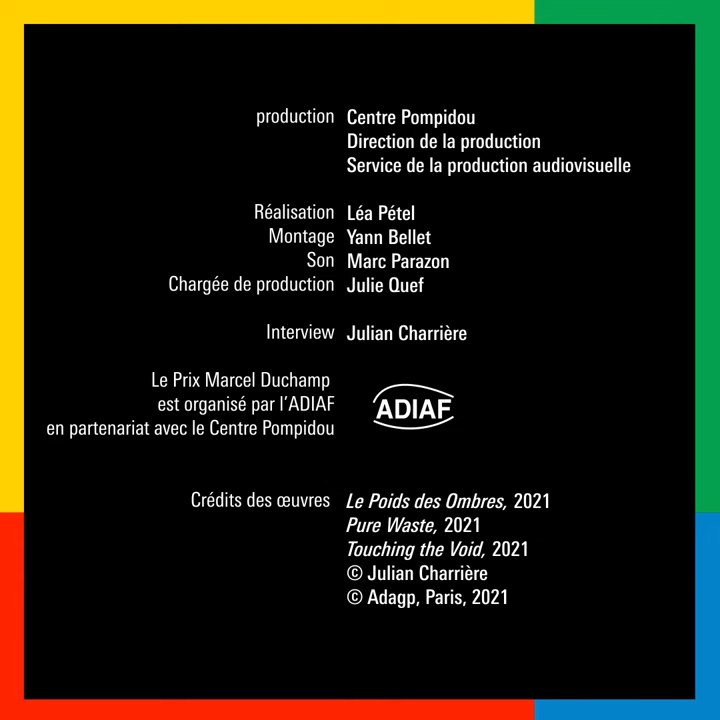 production Centre Pompidou
Direction de la production
Service de la production audiovisuelle
Réalisation Léa Pétel
Montage Yann Bellet
Son Marc Parazon
Chargée de production Julie Quef
Interview Julian Charrière
Le Prix Marcel Duchamp
est organisé par l’ADIAF
en partenariat avec le Centre Pompidou
ADIAF
Crédits des œuvres Le Poids des Ombres, 2021
Pure Waste, 2021
Touching the Void, 2021
© Julian Charrière
© Adagp, Paris, 2021